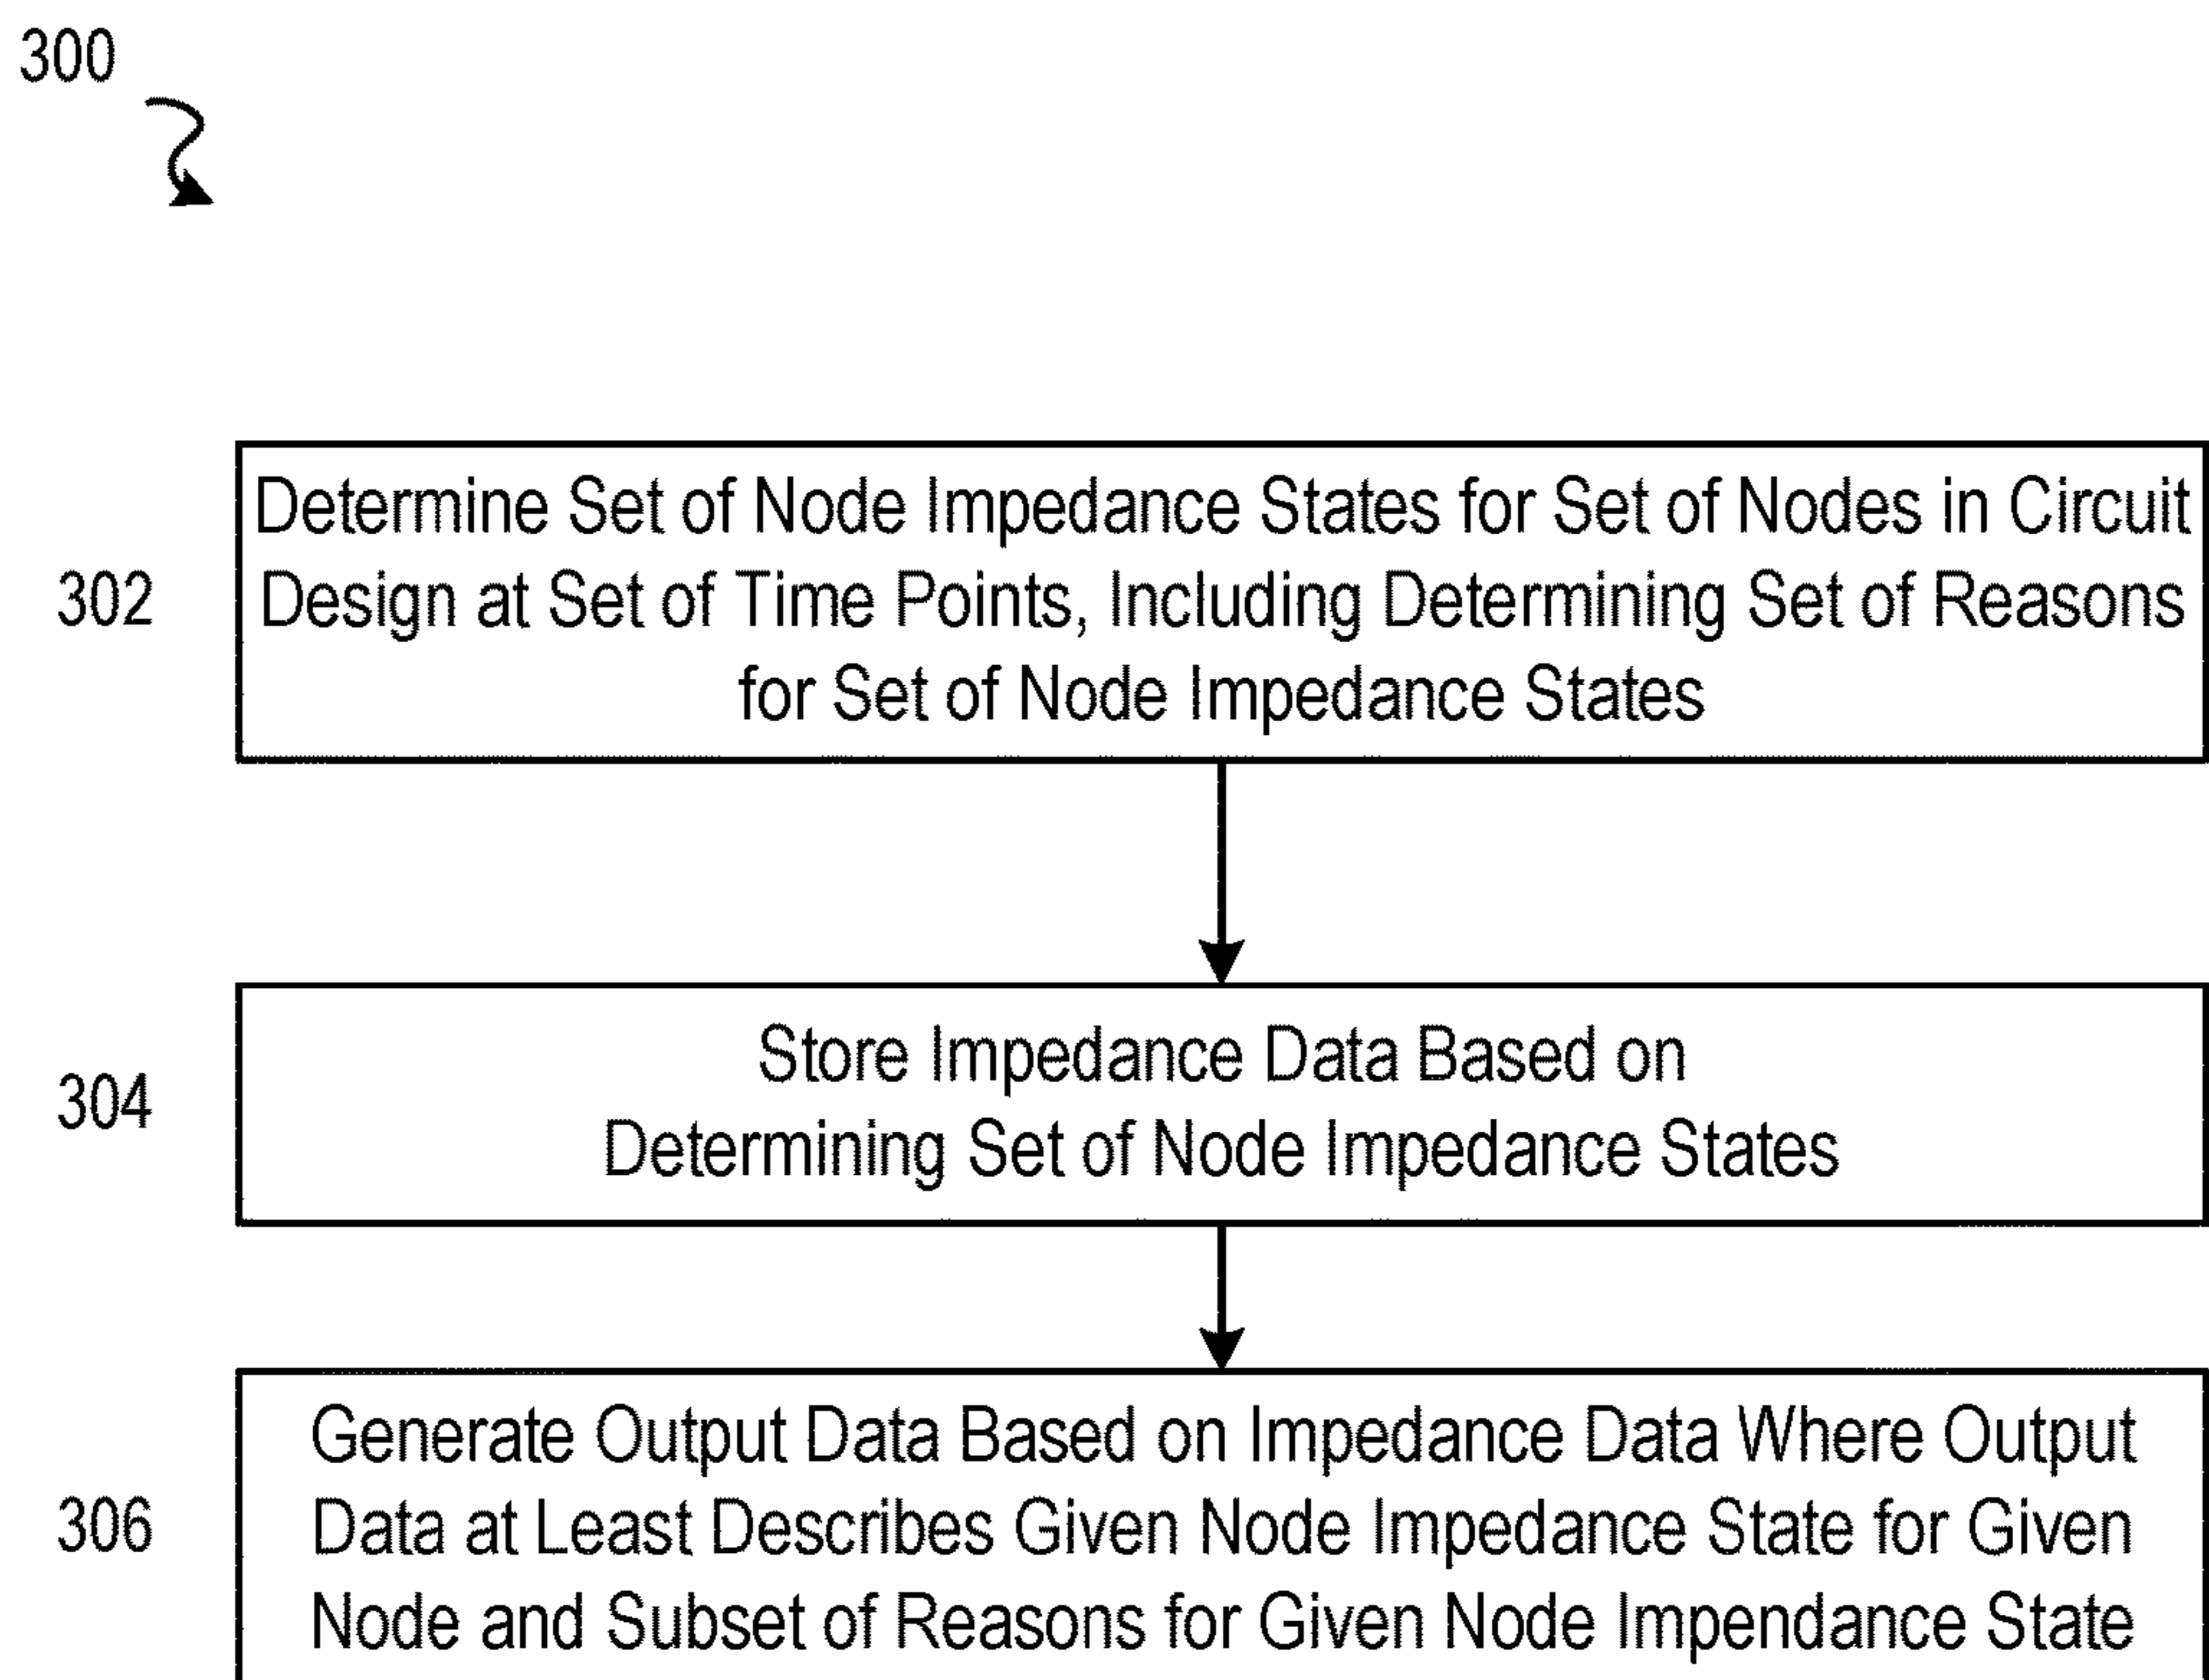 300
302
Determine Set of Node Impedance States for Set of Nodes in Circuit
Design at Set of Time Points, Including Determining Set of Reasons
for Set of Node Impedance States
304
Store Impedance Data Based on
Determining Set of Node Impedance States
306
Generate Output Data Based on Impedance Data Where Output
Data at Least Describes Given Node Impedance State for Given
Node and Subset of Reasons for Given Node Impendance State